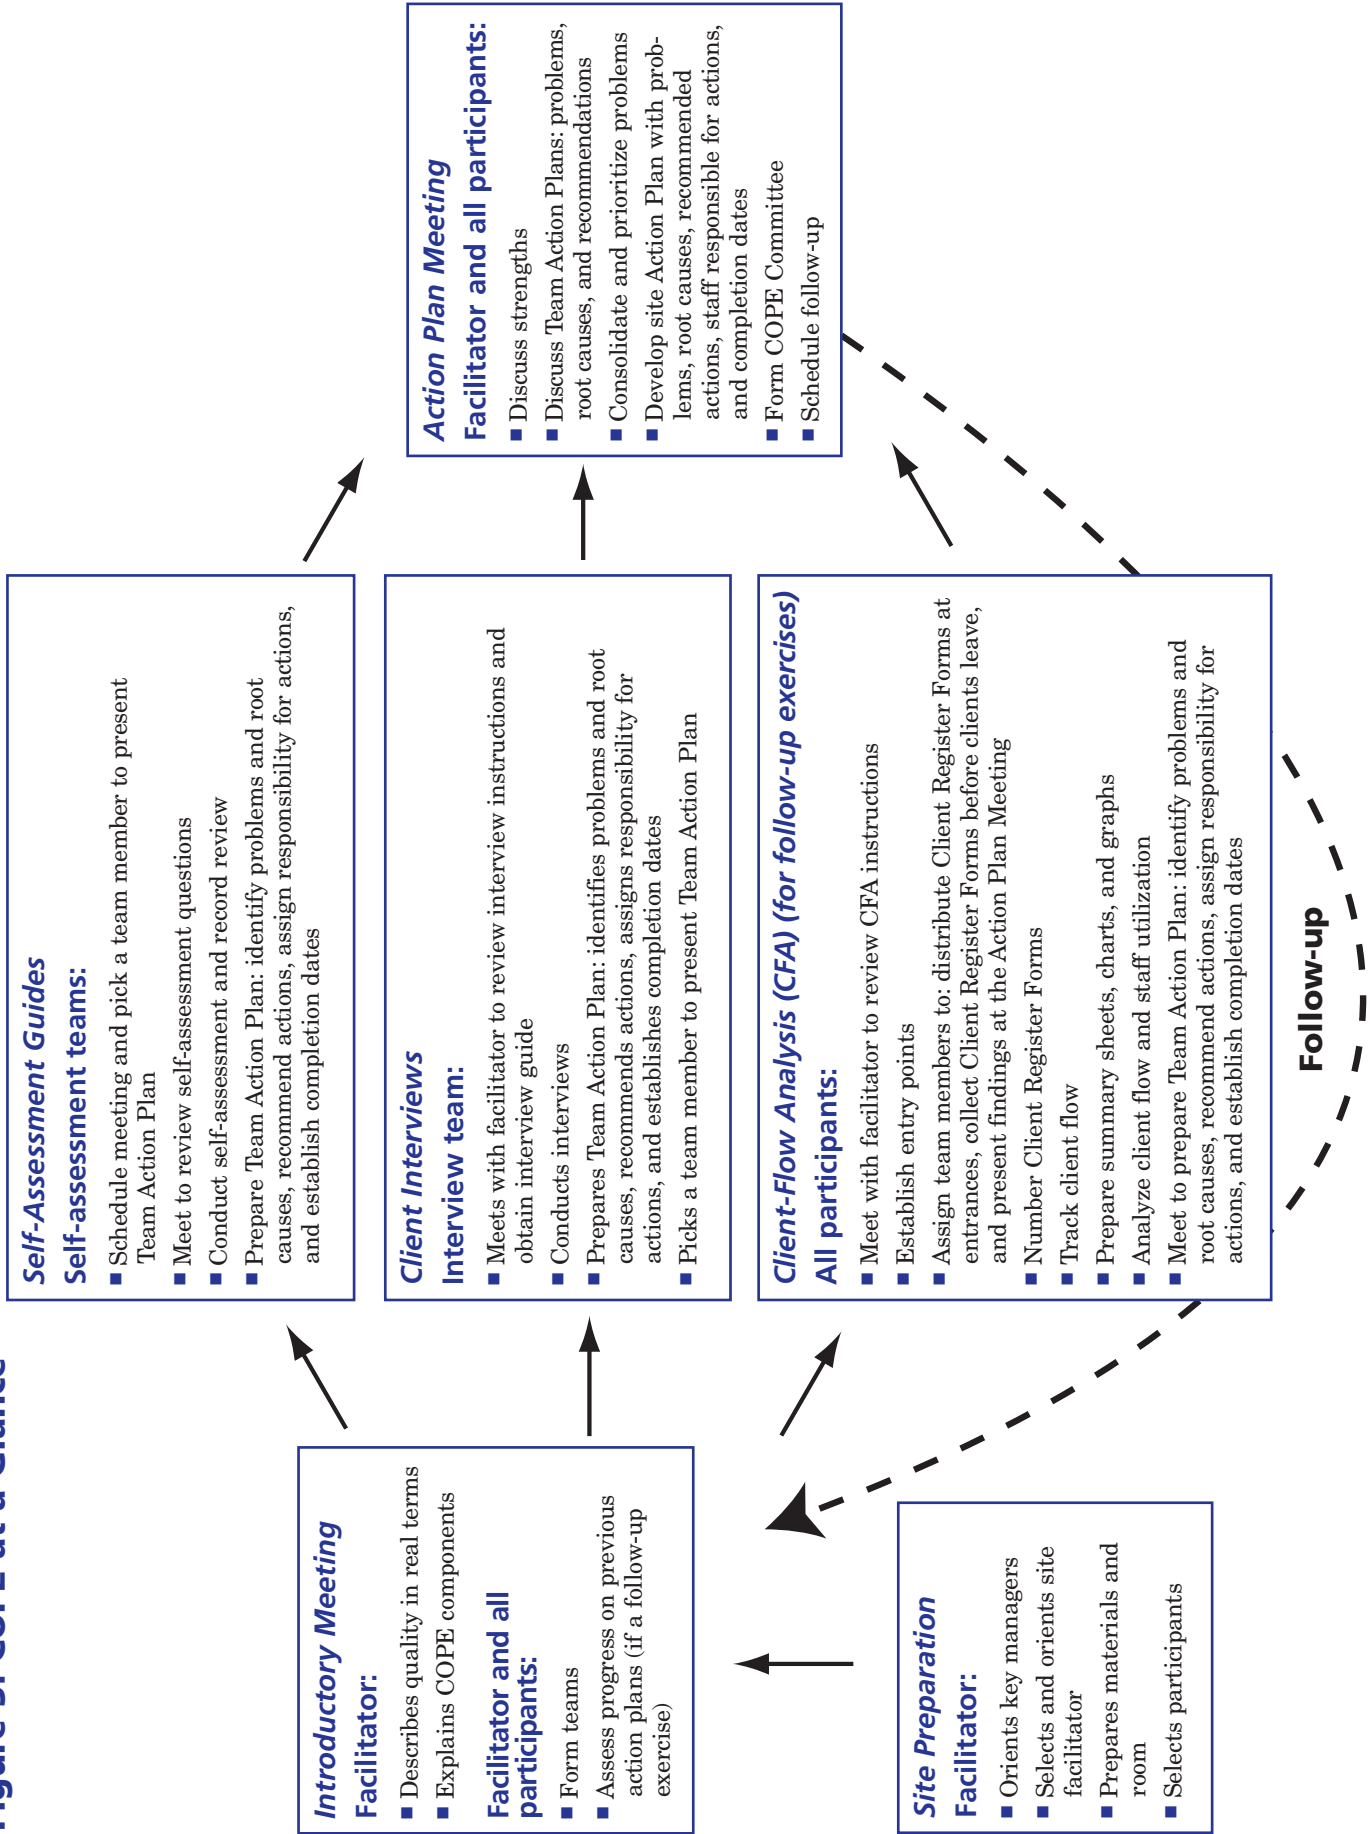 Figure 3: COPE at a Glance
Introductory Meeting
Facilitator:
■ Describes quality in real terms
■ Explains COPE components
Facilitator and all
participants:
■ Form teams
■ Assess progress on previous
action plans (if a follow-up
exercise)
Site Preparation
Facilitator:
■ Orients key managers
■ Selects and orients site
facilitator
■ Prepares materials and
room
■ Selects participants
Self-Assessment Guides
Self-assessment teams:
■ Schedule meeting and pick a team member to present
Team Action Plan
■ Meet to review self-assessment questions
■ Conduct self-assessment and record review
■ Prepare Team Action Plan: identify problems and root
causes, recommend actions, assign responsibility for actions,
and establish completion dates
Client Interviews
Interview team:
■ Meets with facilitator to review interview instructions and
obtain interview guide
■ Conducts interviews
■ Prepares Team Action Plan: identifies problems and root
causes, recommends actions, assigns responsibility for
actions, and establishes completion dates
■ Picks a team member to present Team Action Plan
Client-Flow Analysis (CFA) (for follow-up exercises)
All participants:
■ Meet with facilitator to review CFA instructions
■ Establish entry points
■ Assign team members to: distribute Client Register Forms at
entrances, collect Client Register Forms before clients leave,
and present findings at the Action Plan Meeting
■ Number Client Register Forms
■ Track client flow
■ Prepare summary sheets, charts, and graphs
■ Analyze client flow and staff utilization
■ Meet to prepare Team Action Plan: identify problems and
root causes, recommend actions, assign responsibility for
actions, and establish completion dates
Follow-up
Action Plan Meeting
Facilitator and all participants:
■ Discuss strengths
■ Discuss Team Action Plans: problems,
root causes, and recommendations
■ Consolidate and prioritize problems
■ Develop site Action Plan with prob-
lems, root causes, recommended
actions, staff responsible for actions,
and completion dates
■ Form COPE Committee
■ Schedule follow-up